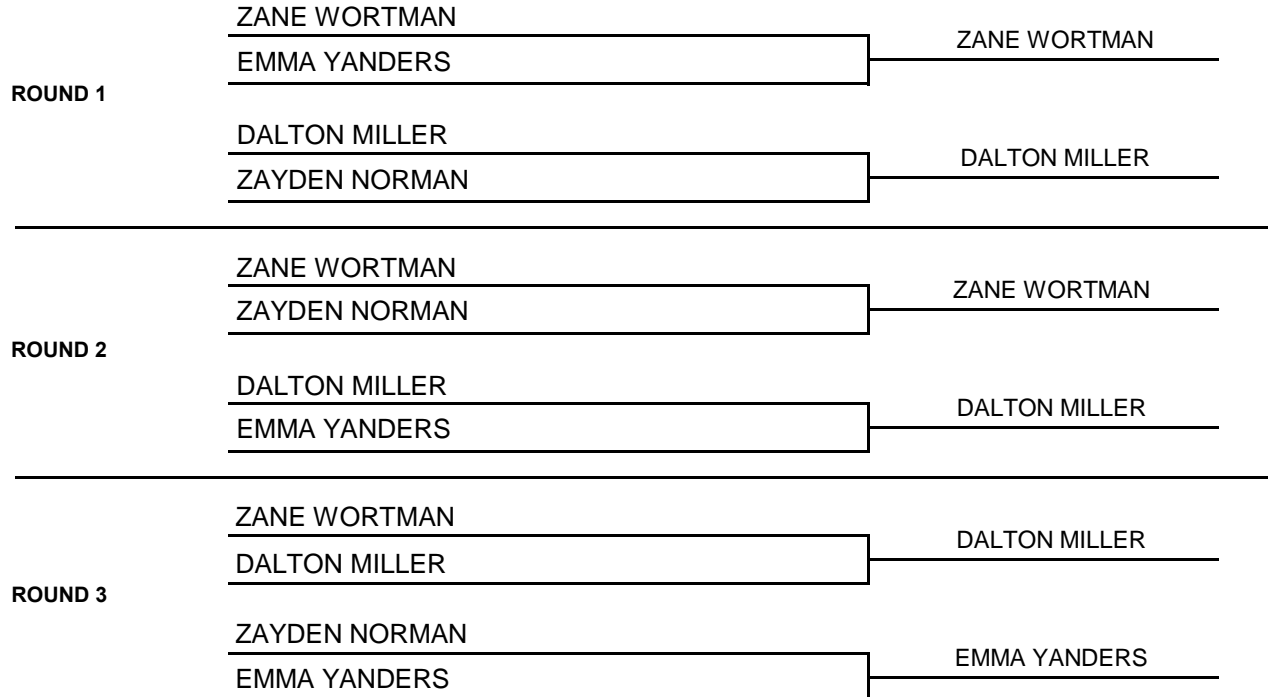 ZANE WORTMAN
ZANE WORTMAN
EMMA YANDERS
ROUND 1
DALTON MILLER
DALTON MILLER
ZAYDEN NORMAN
ZANE WORTMAN
ZANE WORTMAN
ZAYDEN NORMAN
ROUND 2
DALTON MILLER
DALTON MILLER
EMMA YANDERS
ZANE WORTMAN
DALTON MILLER
DALTON MILLER
ROUND 3
ZAYDEN NORMAN
EMMA YANDERS
EMMA YANDERS